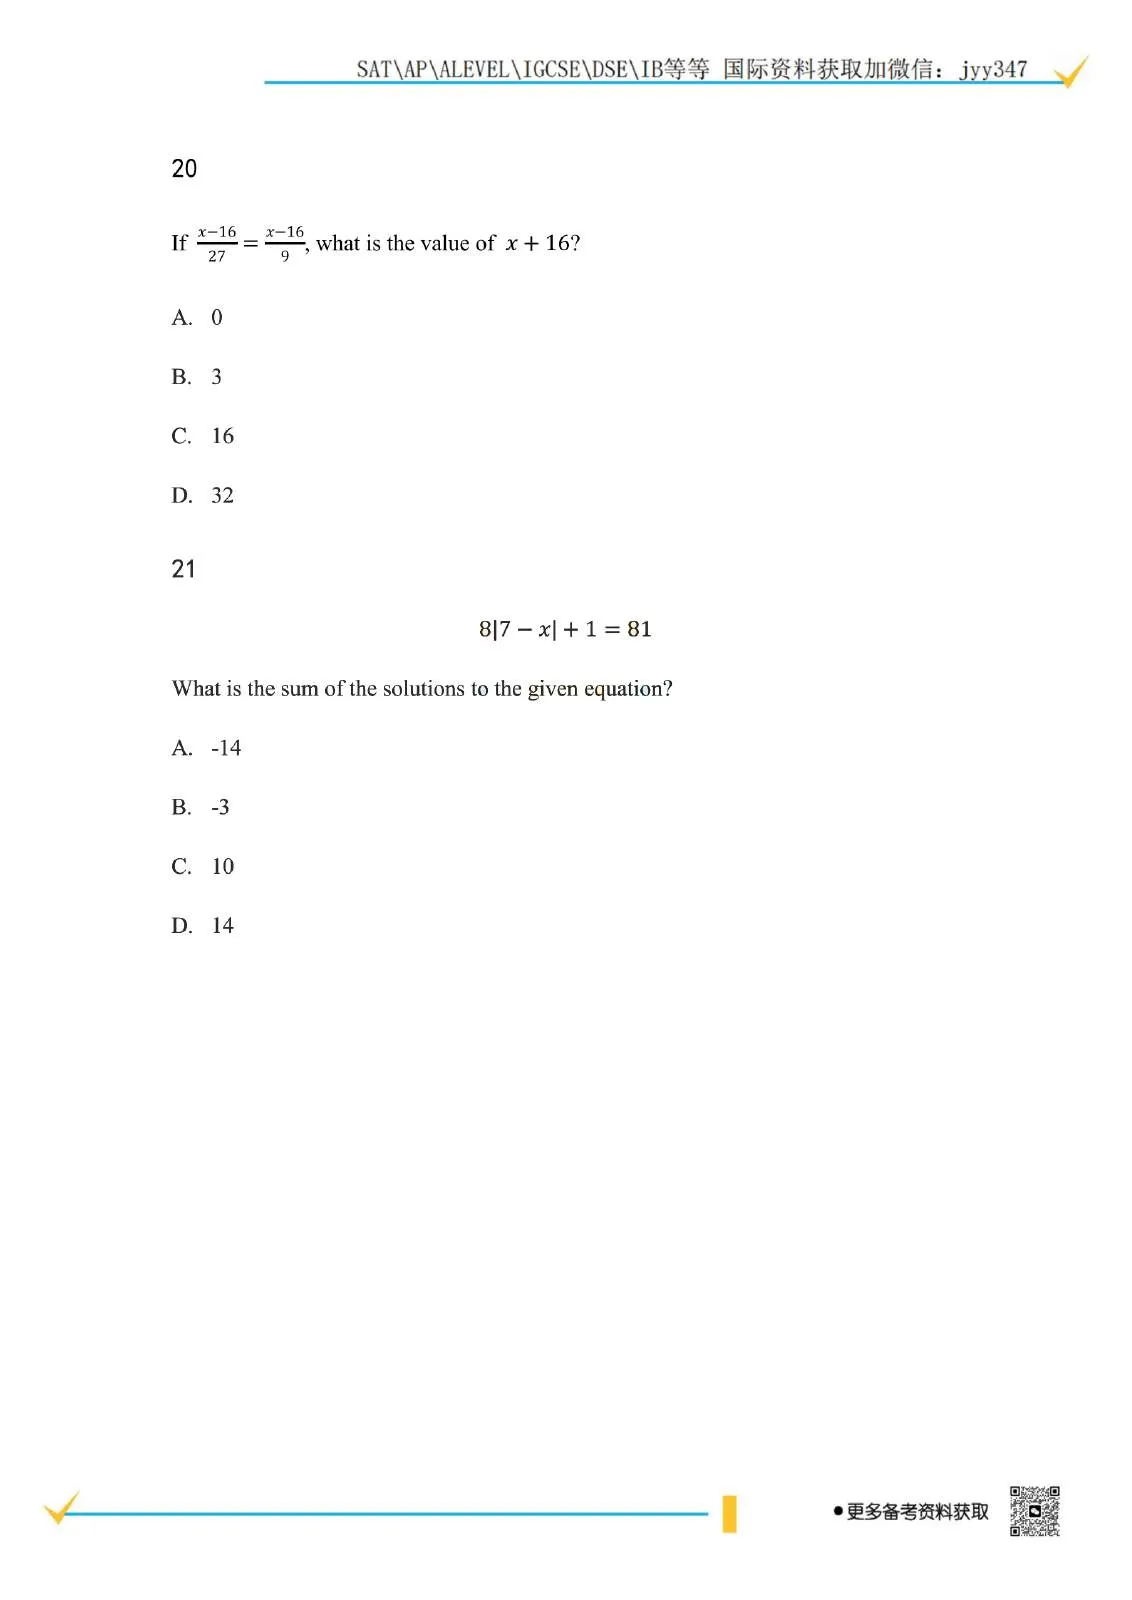 SAT\AP\ALEVEL\IGCSE\DSE\IB等等 国际资料获取加微信：jyy347
20
If x−16/27 = x−16/9, what is the value of x + 16?
A. 0
B. 3
C. 16
D. 32
21
8|7 − x| + 1 = 81
What is the sum of the solutions to the given equation?
A. -14
B. -3
C. 10
D. 14
●更多备考资料获取